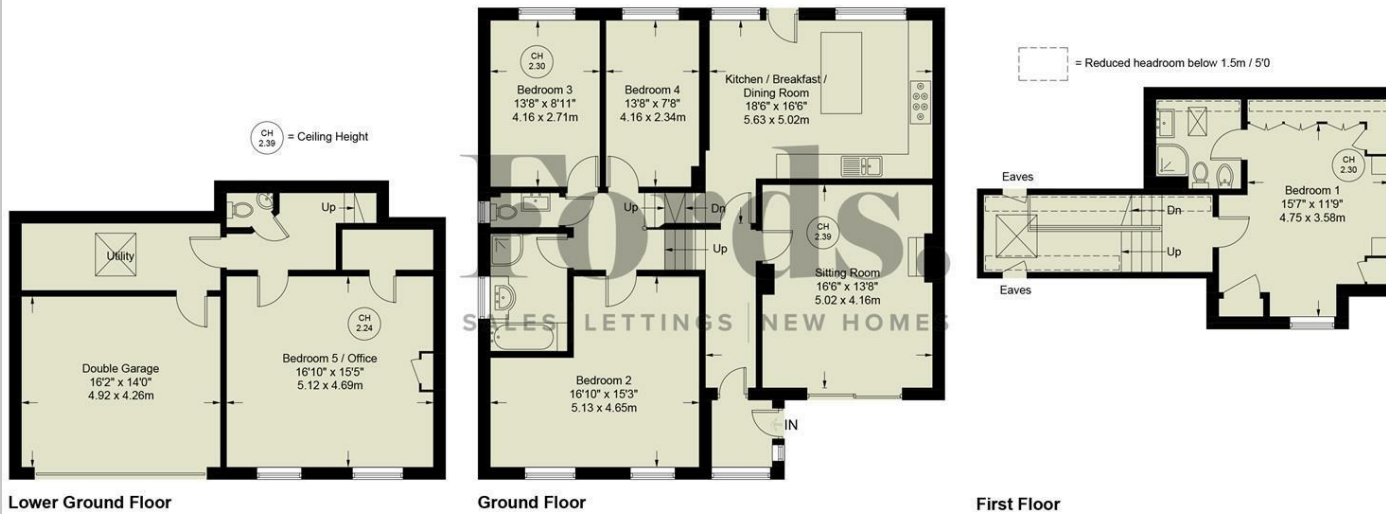 CH
2.39
= Ceiling Height
Up
Utility
Double Garage
16'2" x 14'0"
4.92 x 4.26m
Bedroom 5 / Office
16'10" x 15'5"
5.12 x 4.69m
CH
2.24
Lower Ground Floor
CH
2.30
Bedroom 3
13'8" x 8'11"
4.16 x 2.71m
Bedroom 4
13'8" x 7'8"
4.16 x 2.34m
Kitchen / Breakfast /
Dining Room
18'6" x 16'6"
5.63 x 5.02m
Up
Dn
Up
CH
2.39
Sitting Room
16'6" x 13'8"
5.02 x 4.16m
Bedroom 2
16'10" x 15'3"
5.13 x 4.65m
IN
Fords.
SALES LETTINGS NEW HOMES
Ground Floor
= Reduced headroom below 1.5m / 5'0
Eaves
Dn
Up
Eaves
CH
2.30
Bedroom 1
15'7" x 11'9"
4.75 x 3.58m
First Floor